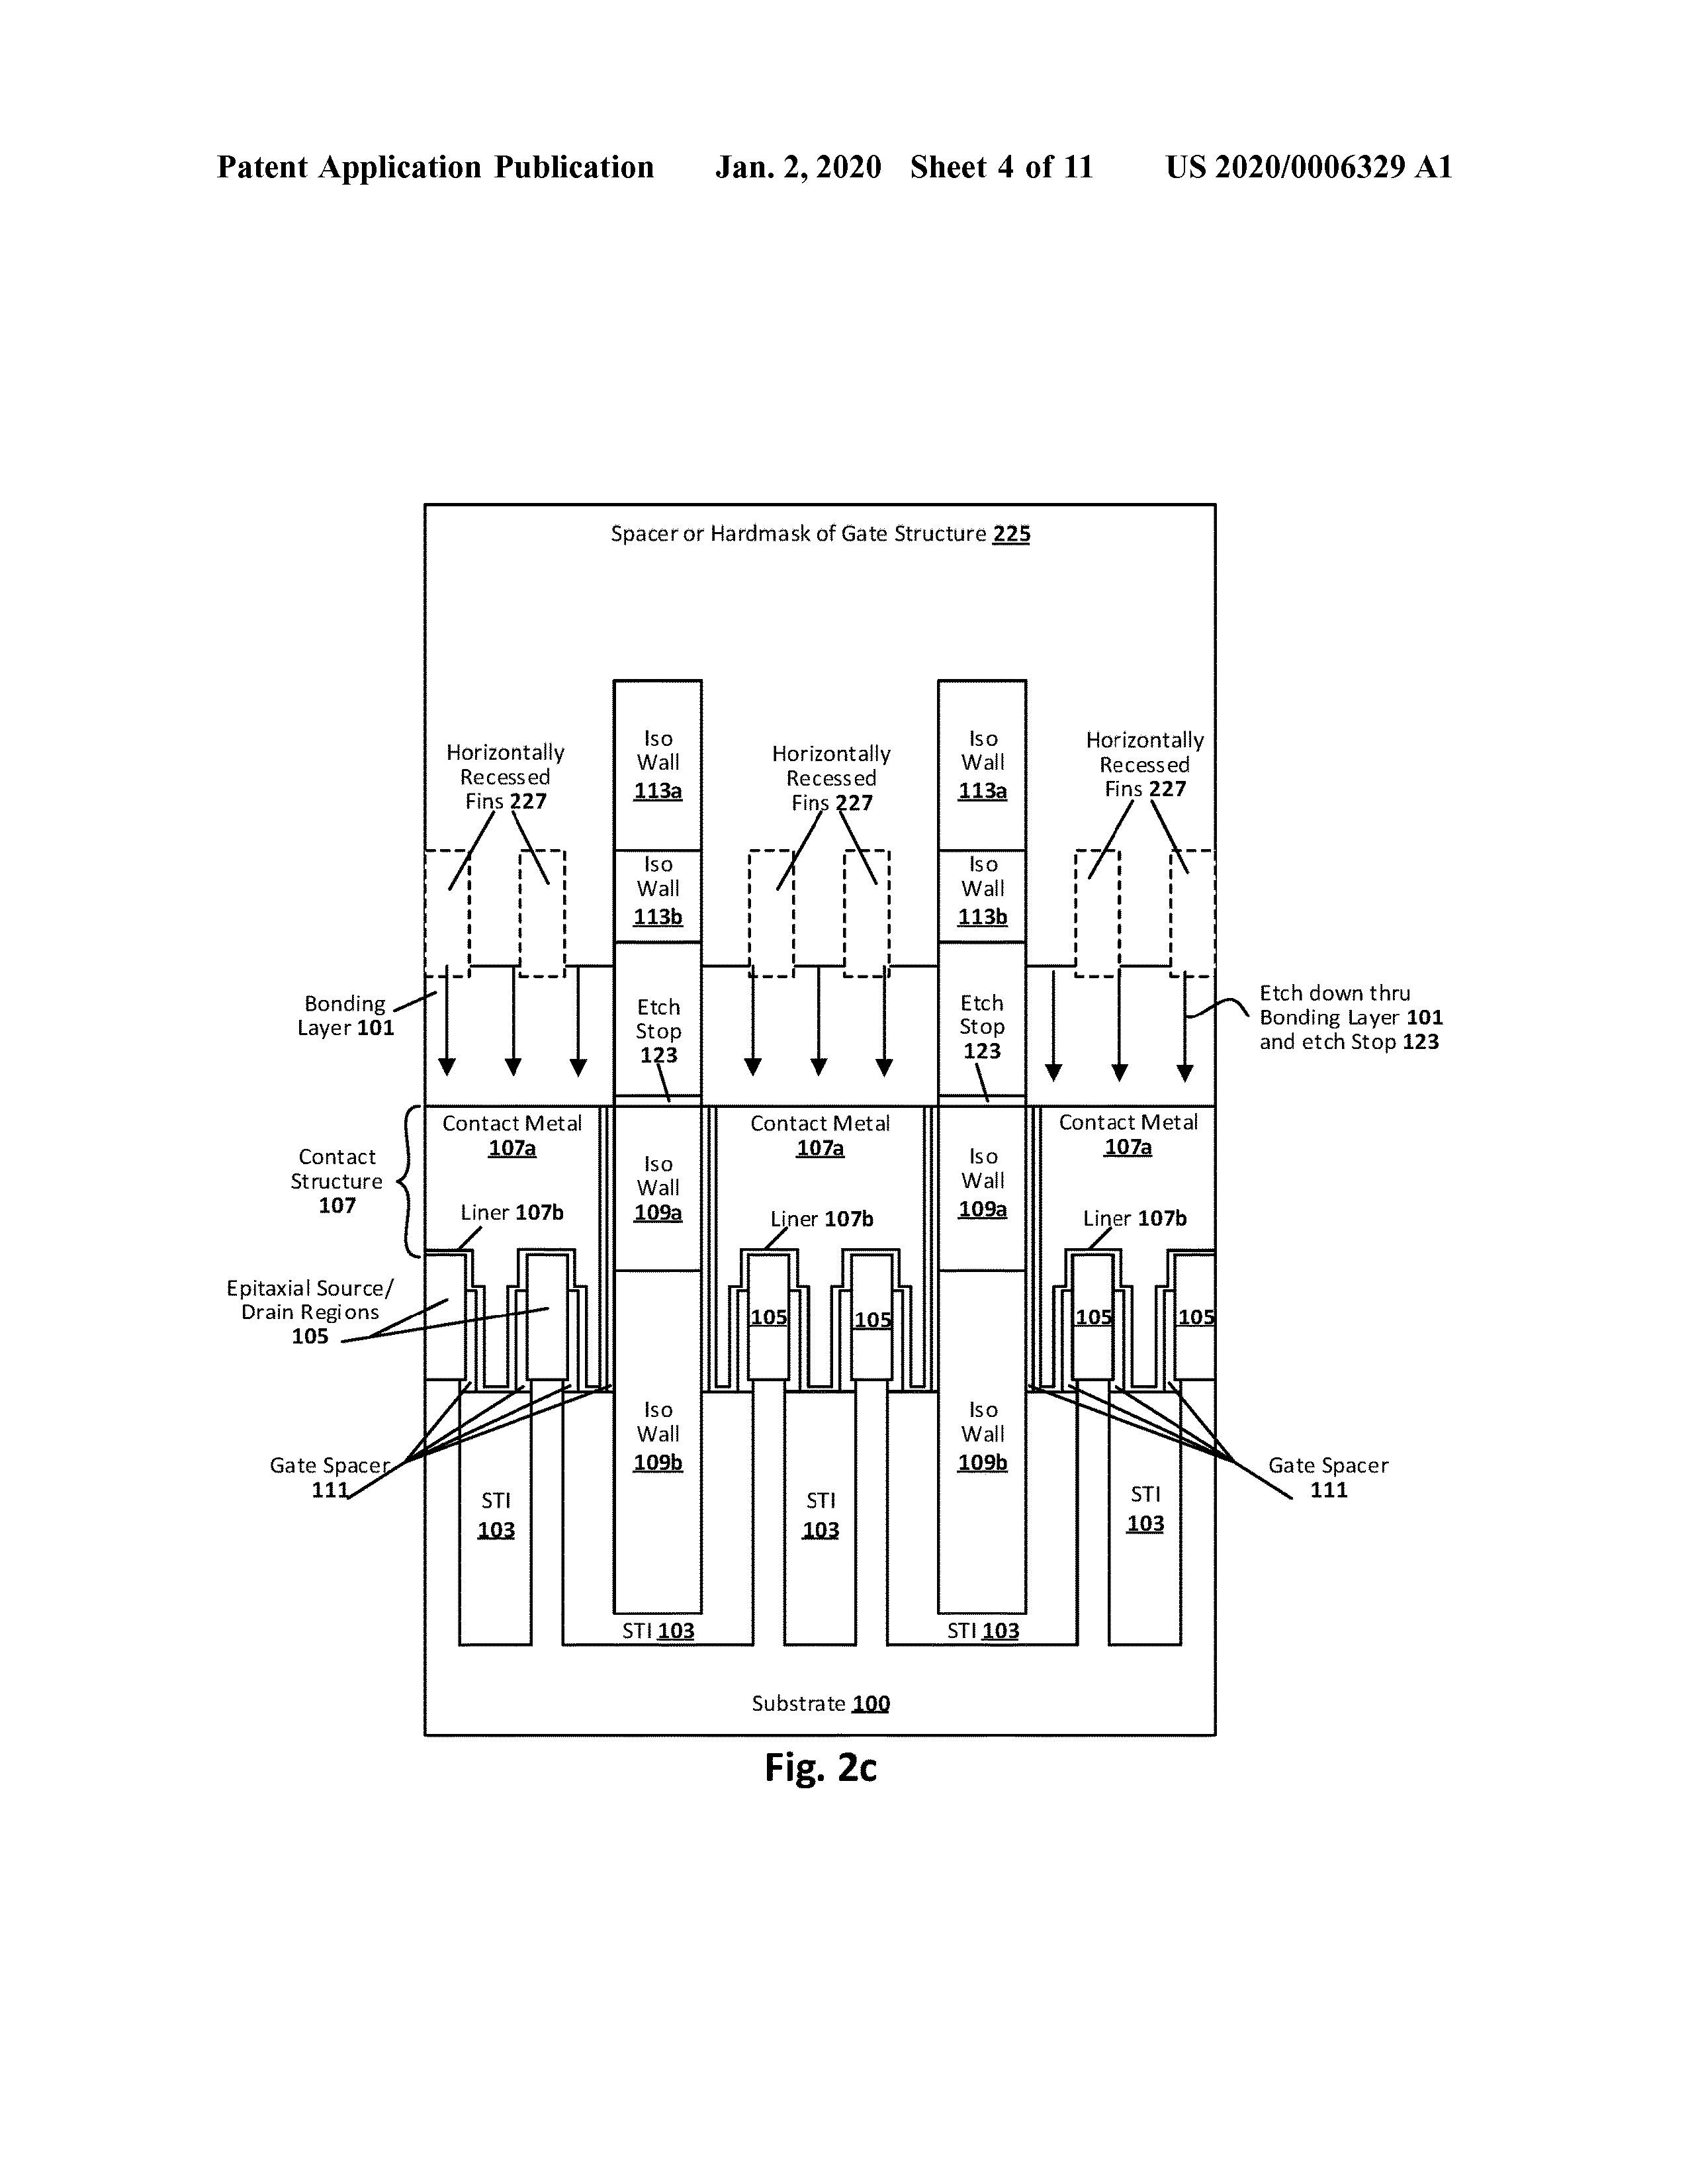 Patent Application Publication Jan. 2, 2020 Sheet 4 of 11 US 2020/0006329 A1
Spacer or Hardmask of Gate Structure 225
Horizontally
Recessed
Fins 227
Iso
Wall
113a
Horizontally
Recessed
Fins 227
Iso
Wall
113a
Horizontally
Recessed
Fins 227
Iso
Wall
113b
Iso
Wall
113b
Bonding
Layer 101
Etch
Stop
123
Etch
Stop
123
Etch down thru
Bonding Layer 101
and etch Stop 123
Contact
Structure
107
Contact Metal
107a
Iso
Wall
109a
Contact Metal
107a
Iso
Wall
109a
Contact Metal
107a
Liner 107b
Liner 107b
Liner 107b
Epitaxial Source/
Drain Regions
105
105
105
105
105
Iso
Wall
109b
Iso
Wall
109b
Gate Spacer
111
Gate Spacer
111
STI
103
STI
103
STI
103
STI 103
STI 103
Substrate 100
Fig. 2c